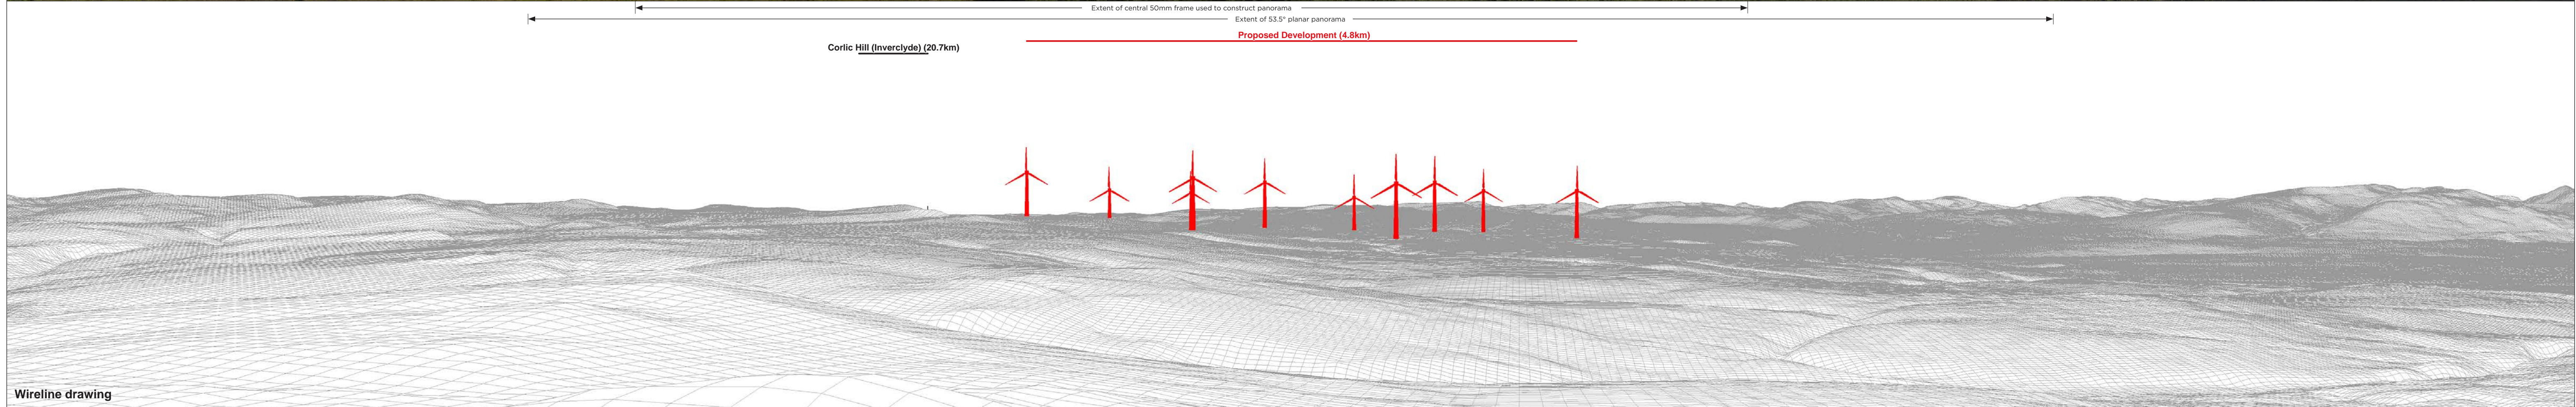 Extent of central 50mm frame used to construct panorama
Extent of 53.5° planar panorama
Proposed Development (4.8km)
Corlic Hill (Inverclyde) (20.7km)
Wireline drawing